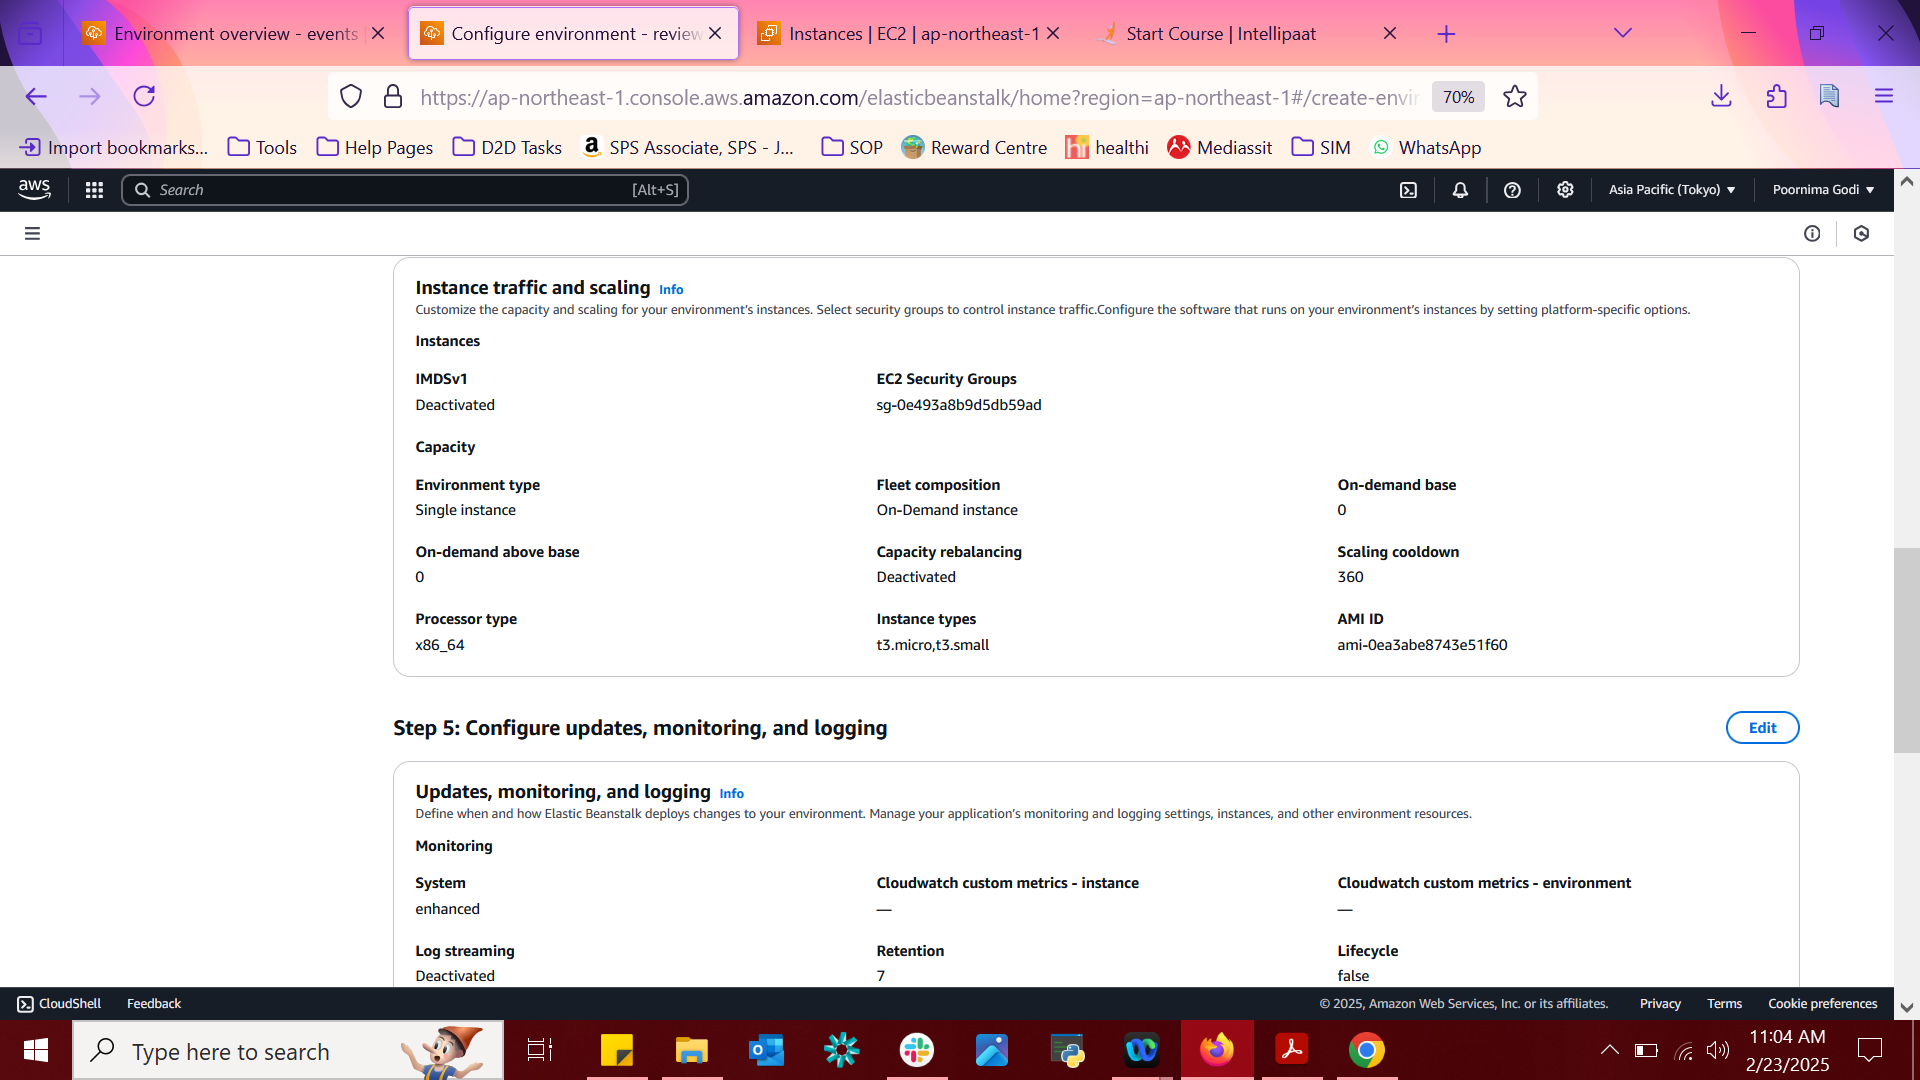 Environment overview - events
Configure environment - review
Instances | EC2 | ap-northeast-1
Start Course | Intellipaat
https://ap-northeast-1.console.aws.amazon.com/elasticbeanstalk/home?region=ap-northeast-1#/create-envir
70%
Import bookmarks...
Tools
Help Pages
D2D Tasks
SPS Associate, SPS - J...
SOP
Reward Centre
healthi
Mediassit
SIM
WhatsApp
aws
Search
[Alt+S]
Asia Pacific (Tokyo)
Poornima Godi
Instance traffic and scaling Info
Customize the capacity and scaling for your environment's instances. Select security groups to control instance traffic.Configure the software that runs on your environment's instances by setting platform-specific options.
Instances
IMDSv1
Deactivated
EC2 Security Groups
sg-0e493a8b9d5db59ad
Capacity
Environment type
Single instance
Fleet composition
On-Demand instance
On-demand base
0
On-demand above base
0
Capacity rebalancing
Deactivated
Scaling cooldown
360
Processor type
x86_64
Instance types
t3.micro,t3.small
AMI ID
ami-0ea3abe8743e51f60
Step 5: Configure updates, monitoring, and logging
Edit
Updates, monitoring, and logging Info
Define when and how Elastic Beanstalk deploys changes to your environment. Manage your application's monitoring and logging settings, instances, and other environment resources.
Monitoring
System
enhanced
Cloudwatch custom metrics - instance
—
Cloudwatch custom metrics - environment
—
Log streaming
Deactivated
Retention
7
Lifecycle
false
CloudShell
Feedback
© 2025, Amazon Web Services, Inc. or its affiliates.
Privacy
Terms
Cookie preferences
Type here to search
11:04 AM
2/23/2025